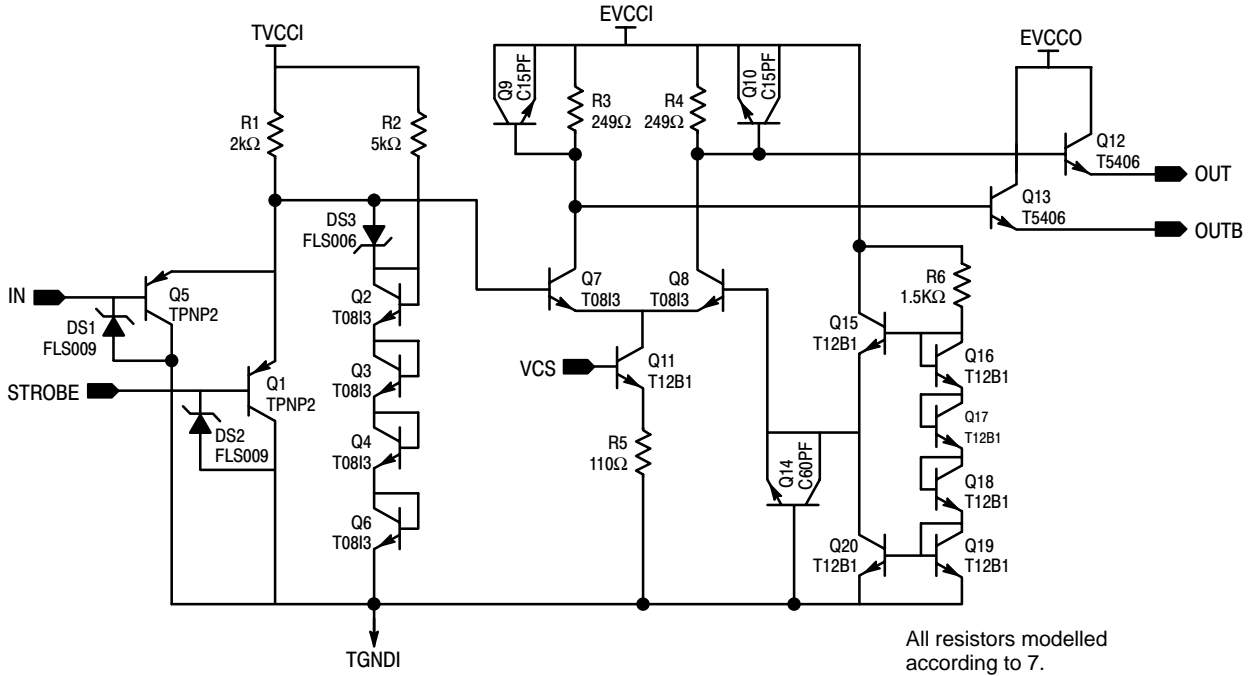 EVCCI
TVCCI
EVCCO
Q9
C15PF
R3
249Ω
R4
249Ω
Q10
C15PF
R1
2kΩ
R2
5kΩ
Q12
T5406
OUT
Q13
T5406
OUTB
DS3
FLS006
IN
Q5
TPNP2
DS1
FLS009
Q2
T08I3
Q7
T08I3
Q8
T08I3
R6
1.5KΩ
Q15
T12B1
Q16
T12B1
Q3
T08I3
VCS
Q11
T12B1
STROBE
Q1
TPNP2
DS2
FLS009
Q17
T12B1
Q4
T08I3
R5
110Ω
Q14
C60PF
Q18
T12B1
Q6
T08I3
Q20
T12B1
Q19
T12B1
TGNDI
All resistors modelled
according to 7.